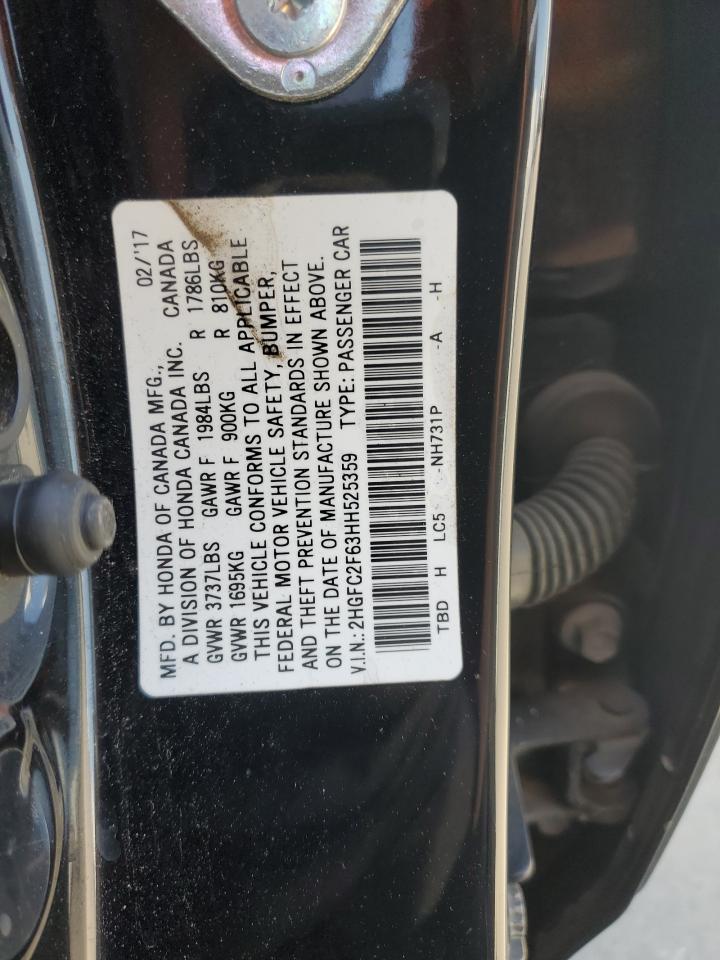 MFD. BY HONDA OF CANADA MFG., 02/'17
A DIVISION OF HONDA CANADA INC. CANADA
GVWR 3737LBS GAWR F 1984LBS R 1786LBS
GVWR 1695KG GAWR F 900KG R 810KG
THIS VEHICLE CONFORMS TO ALL APPLICABLE
FEDERAL MOTOR VEHICLE SAFETY, BUMPER,
AND THEFT PREVENTION STANDARDS IN EFFECT
ON THE DATE OF MANUFACTURE SHOWN ABOVE.
V.I.N.: 2HGFC2F63HH525359 TYPE: PASSENGER CAR
TBD H LC5 -NH731P -A -H